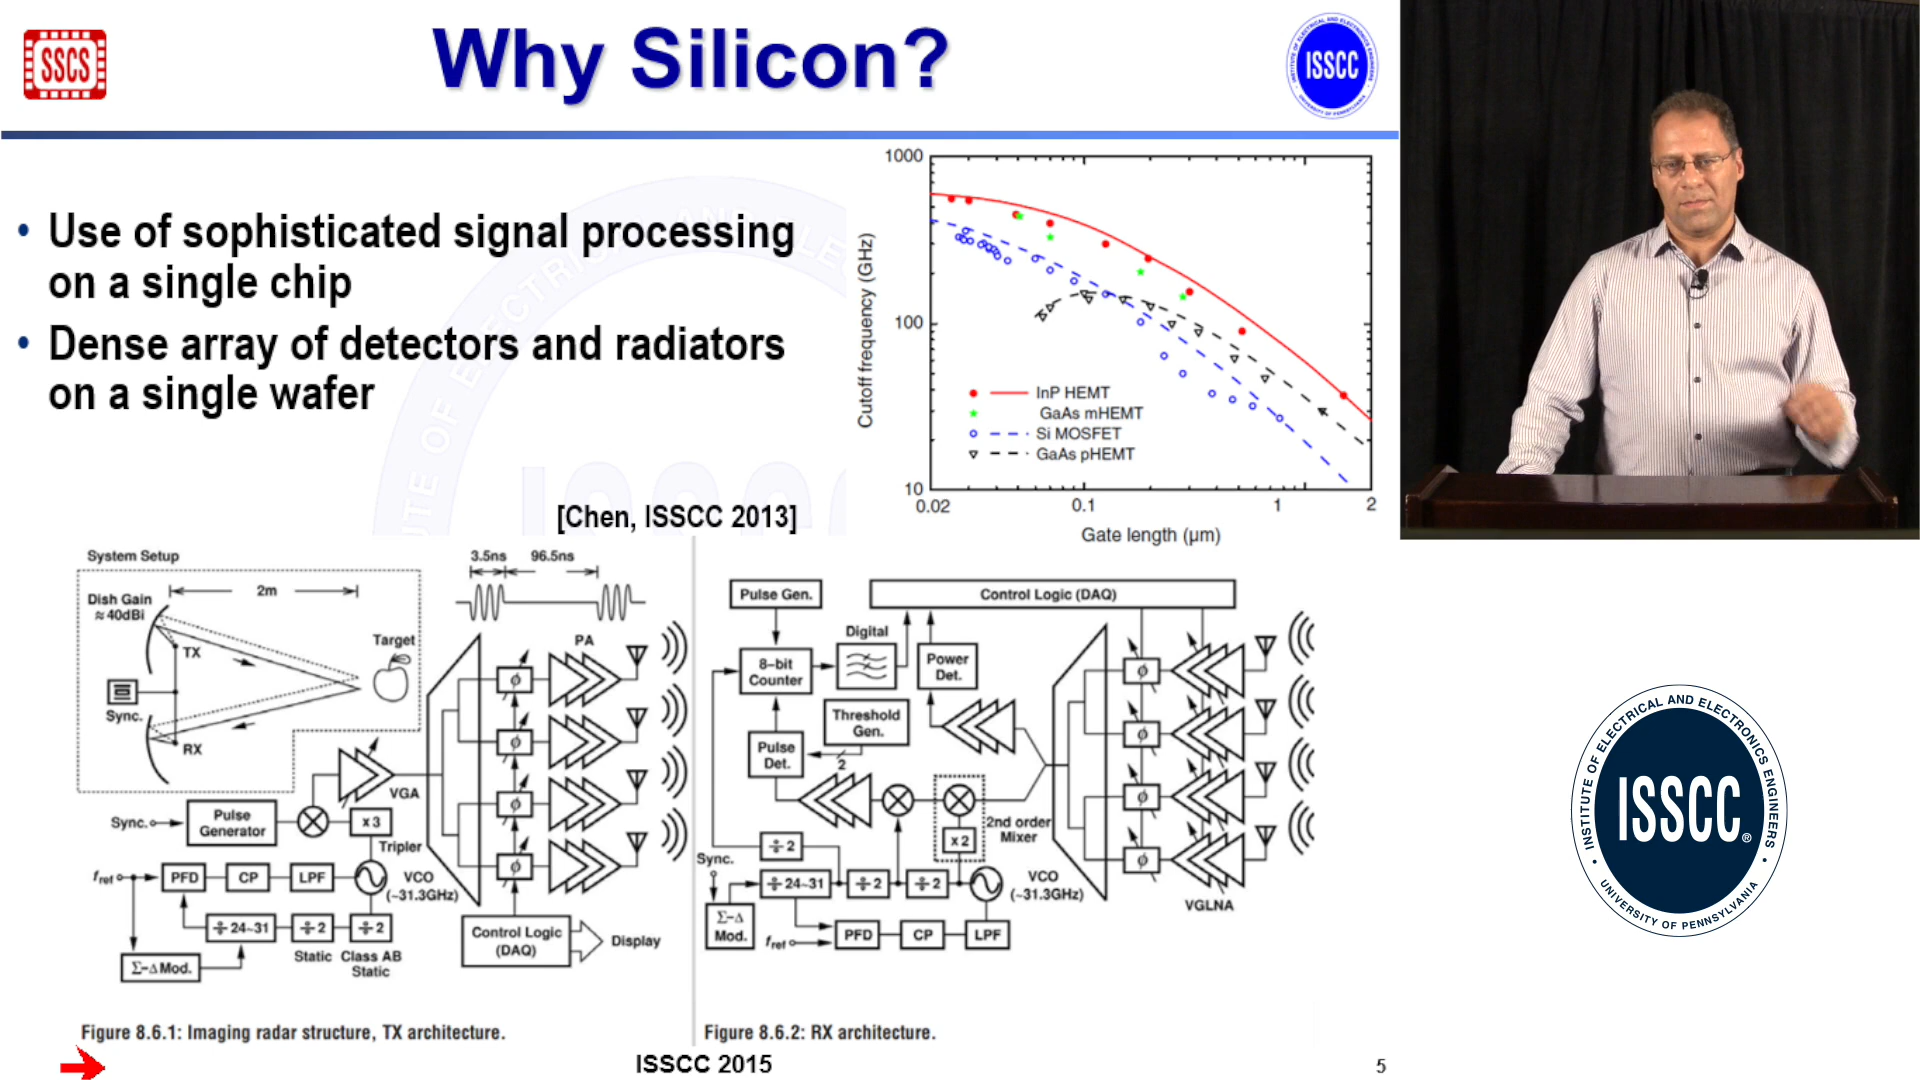 SSCS
Why Silicon?
ISSCC
• Use of sophisticated signal processing
on a single chip
• Dense array of detectors and radiators
on a single wafer
[Chen, ISSCC 2013]
1000
100
10
Cutoff frequency (GHz)
InP HEMT
GaAs mHEMT
Si MOSFET
GaAs pHEMT
0.02
0.1
1
2
Gate length (µm)
System Setup
Dish Gain
≈40dBi
2m
TX
Target
Sync.
RX
3.5ns
96.5ns
PA
VGA
Sync.
Pulse
Generator
x3
Tripler
fref
PFD
CP
LPF
VCO
(~31.3GHz)
÷24~31
÷2
÷2
Static
Class AB
Static
Σ-Δ Mod.
Control Logic
(DAQ)
Display
ϕ
ϕ
ϕ
ϕ
Figure 8.6.1: Imaging radar structure, TX architecture.
Pulse Gen.
Control Logic (DAQ)
Digital
8-bit
Counter
Power
Det.
Threshold
Gen.
Pulse
Det.
2
2nd order
Mixer
x2
÷2
Sync.
÷24~31
÷2
÷2
VCO
(~31.3GHz)
Σ-Δ
Mod.
fref
PFD
CP
LPF
ϕ
ϕ
ϕ
ϕ
VGLNA
Figure 8.6.2: RX architecture.
ISSCC 2015
5
INSTITUTE OF ELECTRICAL AND ELECTRONICS ENGINEERS
ISSCC®
• UNIVERSITY OF PENNSYLVANIA •